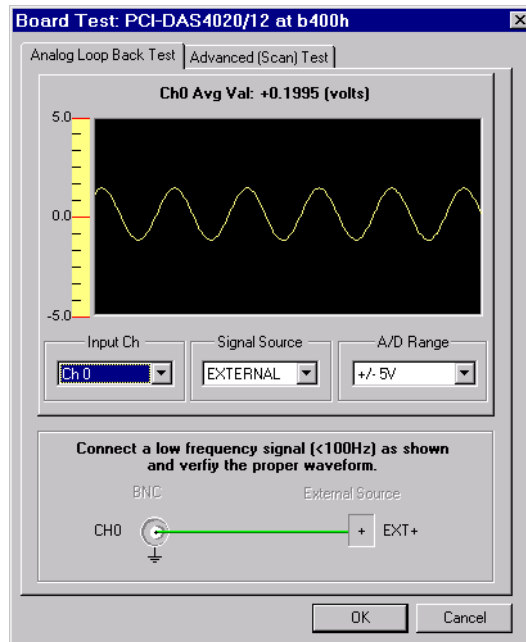 Board Test: PCI-DAS4020/12 at b400h
Analog Loop Back Test
Advanced (Scan) Test
Ch0 Avg Val: +0.1995 (volts)
5.0
0.0
-5.0
Input Ch
Signal Source
A/D Range
Ch 0
EXTERNAL
+/- 5V
Connect a low frequency signal (<100Hz) as shown
and verfiy the proper waveform.
BNC
External Source
CH0
+
EXT+
OK
Cancel